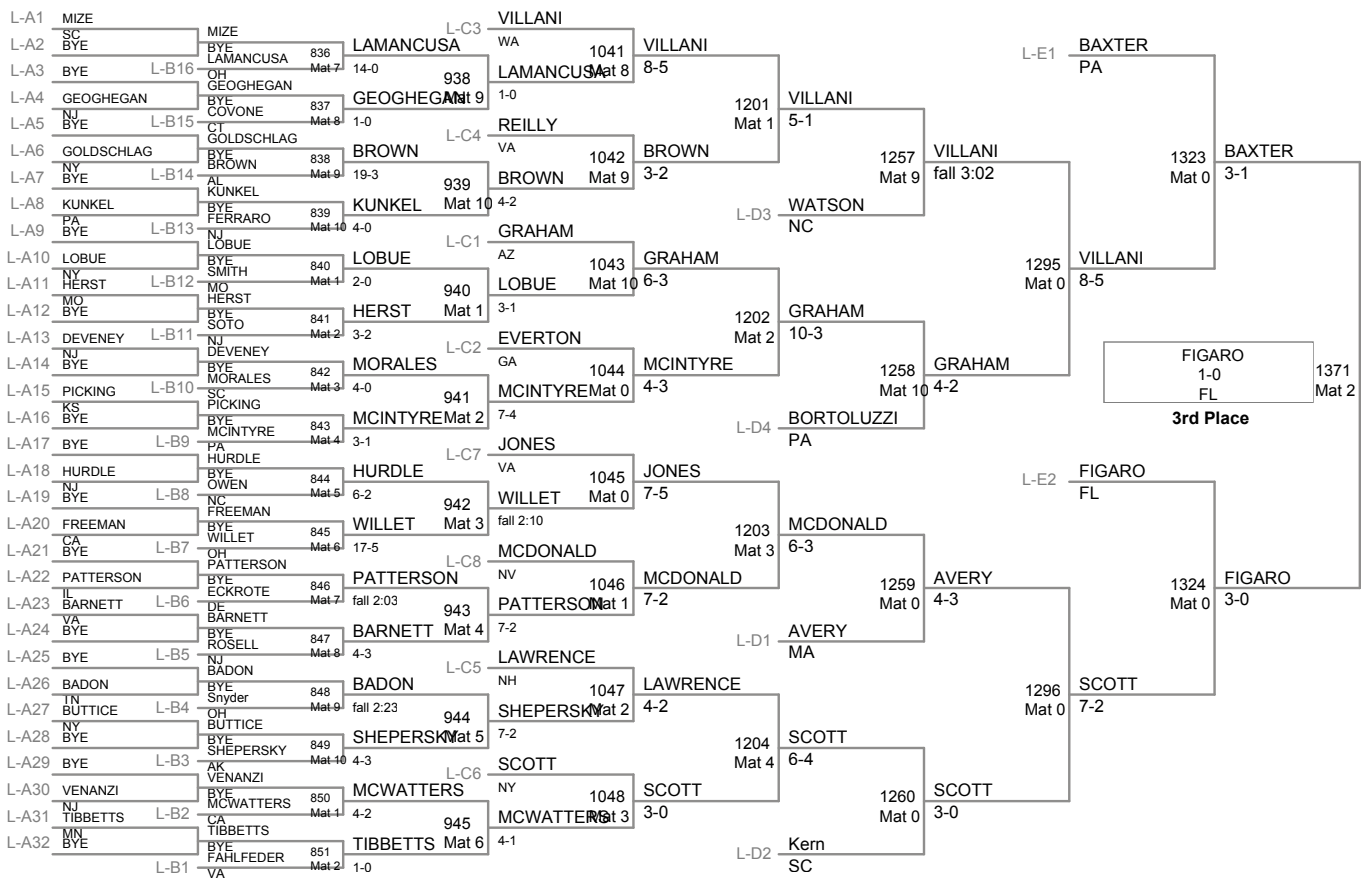 L-A1 MIZE
SC
L-A2 BYE
L-A3 BYE
L-A4 GEOGHEGAN
NJ
L-A5 BYE
L-A6 GOLDSCHLAG
NY
L-A7 BYE
L-A8 KUNKEL
PA
L-A9 BYE
L-A10 LOBUE
NY
L-A11 HERST
MO
L-A12 BYE
L-A13 DEVENEY
NJ
L-A14 BYE
L-A15 PICKING
KS
L-A16 BYE
L-A17 BYE
L-A18 HURDLE
NJ
L-A19 BYE
L-A20 FREEMAN
CA
L-A21 BYE
L-A22 PATTERSON
IL
L-A23 BARNETT
VA
L-A24 BYE
L-A25 BYE
L-A26 BADON
TN
L-A27 BUTTICE
NY
L-A28 BYE
L-A29 BYE
L-A30 VENANZI
NJ
L-A31 TIBBETTS
MN
L-A32 BYE
MIZE
BYE
L-B16 LAMANCUSA
OH
836
Mat 7
GEOGHEGAN
BYE
L-B15 COVONE
CT
837
Mat 8
GOLDSCHLAG
BYE
L-B14 BROWN
AL
838
Mat 9
KUNKEL
BYE
L-B13 FERRARO
NJ
839
Mat 10
LOBUE
BYE
L-B12 SMITH
MO
840
Mat 1
HERST
BYE
L-B11 SOTO
NJ
841
Mat 2
DEVENEY
BYE
L-B10 MORALES
SC
842
Mat 3
PICKING
BYE
L-B9 MCINTYRE
PA
843
Mat 4
HURDLE
BYE
L-B8 OWEN
NC
844
Mat 5
FREEMAN
BYE
L-B7 WILLET
OH
845
Mat 6
PATTERSON
BYE
L-B6 ECKROTE
DE
846
Mat 7
BARNETT
BYE
L-B5 ROSELL
NJ
847
Mat 8
BADON
BYE
L-B4 Snyder
OH
848
Mat 9
BUTTICE
BYE
L-B3 SHEPERSKY
AK
849
Mat 10
VENANZI
BYE
L-B2 MCWATTERS
CA
850
Mat 1
TIBBETTS
BYE
L-B1 FAHLFEDER
VA
851
Mat 2
LAMANCUSA
14-0
938
Mat 9
GEOGHEGAN
1-0
BROWN
19-3
939
Mat 10
KUNKEL
4-0
LOBUE
2-0
940
Mat 1
HERST
3-2
MORALES
4-0
941
Mat 2
MCINTYRE
3-1
HURDLE
6-2
942
Mat 3
WILLET
17-5
PATTERSON
fall 2:03
943
Mat 4
BARNETT
4-3
BADON
fall 2:23
944
Mat 5
SHEPERSKY
4-3
MCWATTERS
4-2
945
Mat 6
TIBBETTS
1-0
L-C3 VILLANI
WA
1041
Mat 8
LAMANCUSA
1-0
L-C4 REILLY
VA
1042
Mat 9
BROWN
4-2
L-C1 GRAHAM
AZ
1043
Mat 10
LOBUE
3-1
L-C2 EVERTON
GA
1044
Mat 0
MCINTYRE
7-4
L-C7 JONES
VA
1045
Mat 0
WILLET
fall 2:10
L-C8 MCDONALD
NV
1046
Mat 1
PATTERSON
7-2
L-C5 LAWRENCE
NH
1047
Mat 2
SHEPERSKY
7-2
L-C6 SCOTT
NY
1048
Mat 3
MCWATTERS
4-1
VILLANI
8-5
1201
Mat 1
BROWN
3-2
GRAHAM
6-3
1202
Mat 2
MCINTYRE
4-3
JONES
7-5
1203
Mat 3
MCDONALD
7-2
LAWRENCE
4-2
1204
Mat 4
SCOTT
3-0
VILLANI
5-1
1257
Mat 9
L-D3 WATSON
NC
GRAHAM
10-3
1258
Mat 10
L-D4 BORTOLUZZI
PA
MCDONALD
6-3
1259
Mat 0
L-D1 AVERY
MA
SCOTT
6-4
1260
Mat 0
L-D2 Kern
SC
VILLANI
fall 3:02
1295
Mat 0
GRAHAM
4-2
AVERY
4-3
1296
Mat 0
SCOTT
3-0
L-E1 BAXTER
PA
1323
Mat 0
VILLANI
8-5
L-E2 FIGARO
FL
1324
Mat 0
SCOTT
7-2
BAXTER
3-1
FIGARO
3-0
FIGARO
1-0
FL
1371
Mat 2
3rd Place